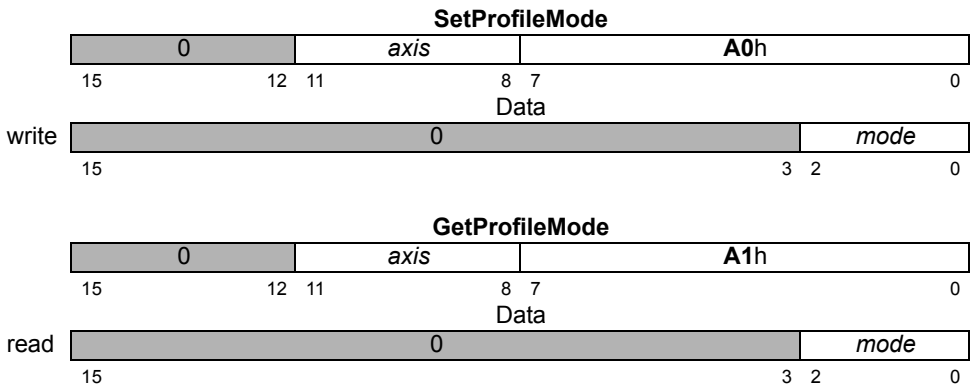 SetProfileMode
0 axis A0h
15 12 11 8 7 0
Data
write 0 mode
15 3 2 0
GetProfileMode
0 axis A1h
15 12 11 8 7 0
Data
read 0 mode
15 3 2 0